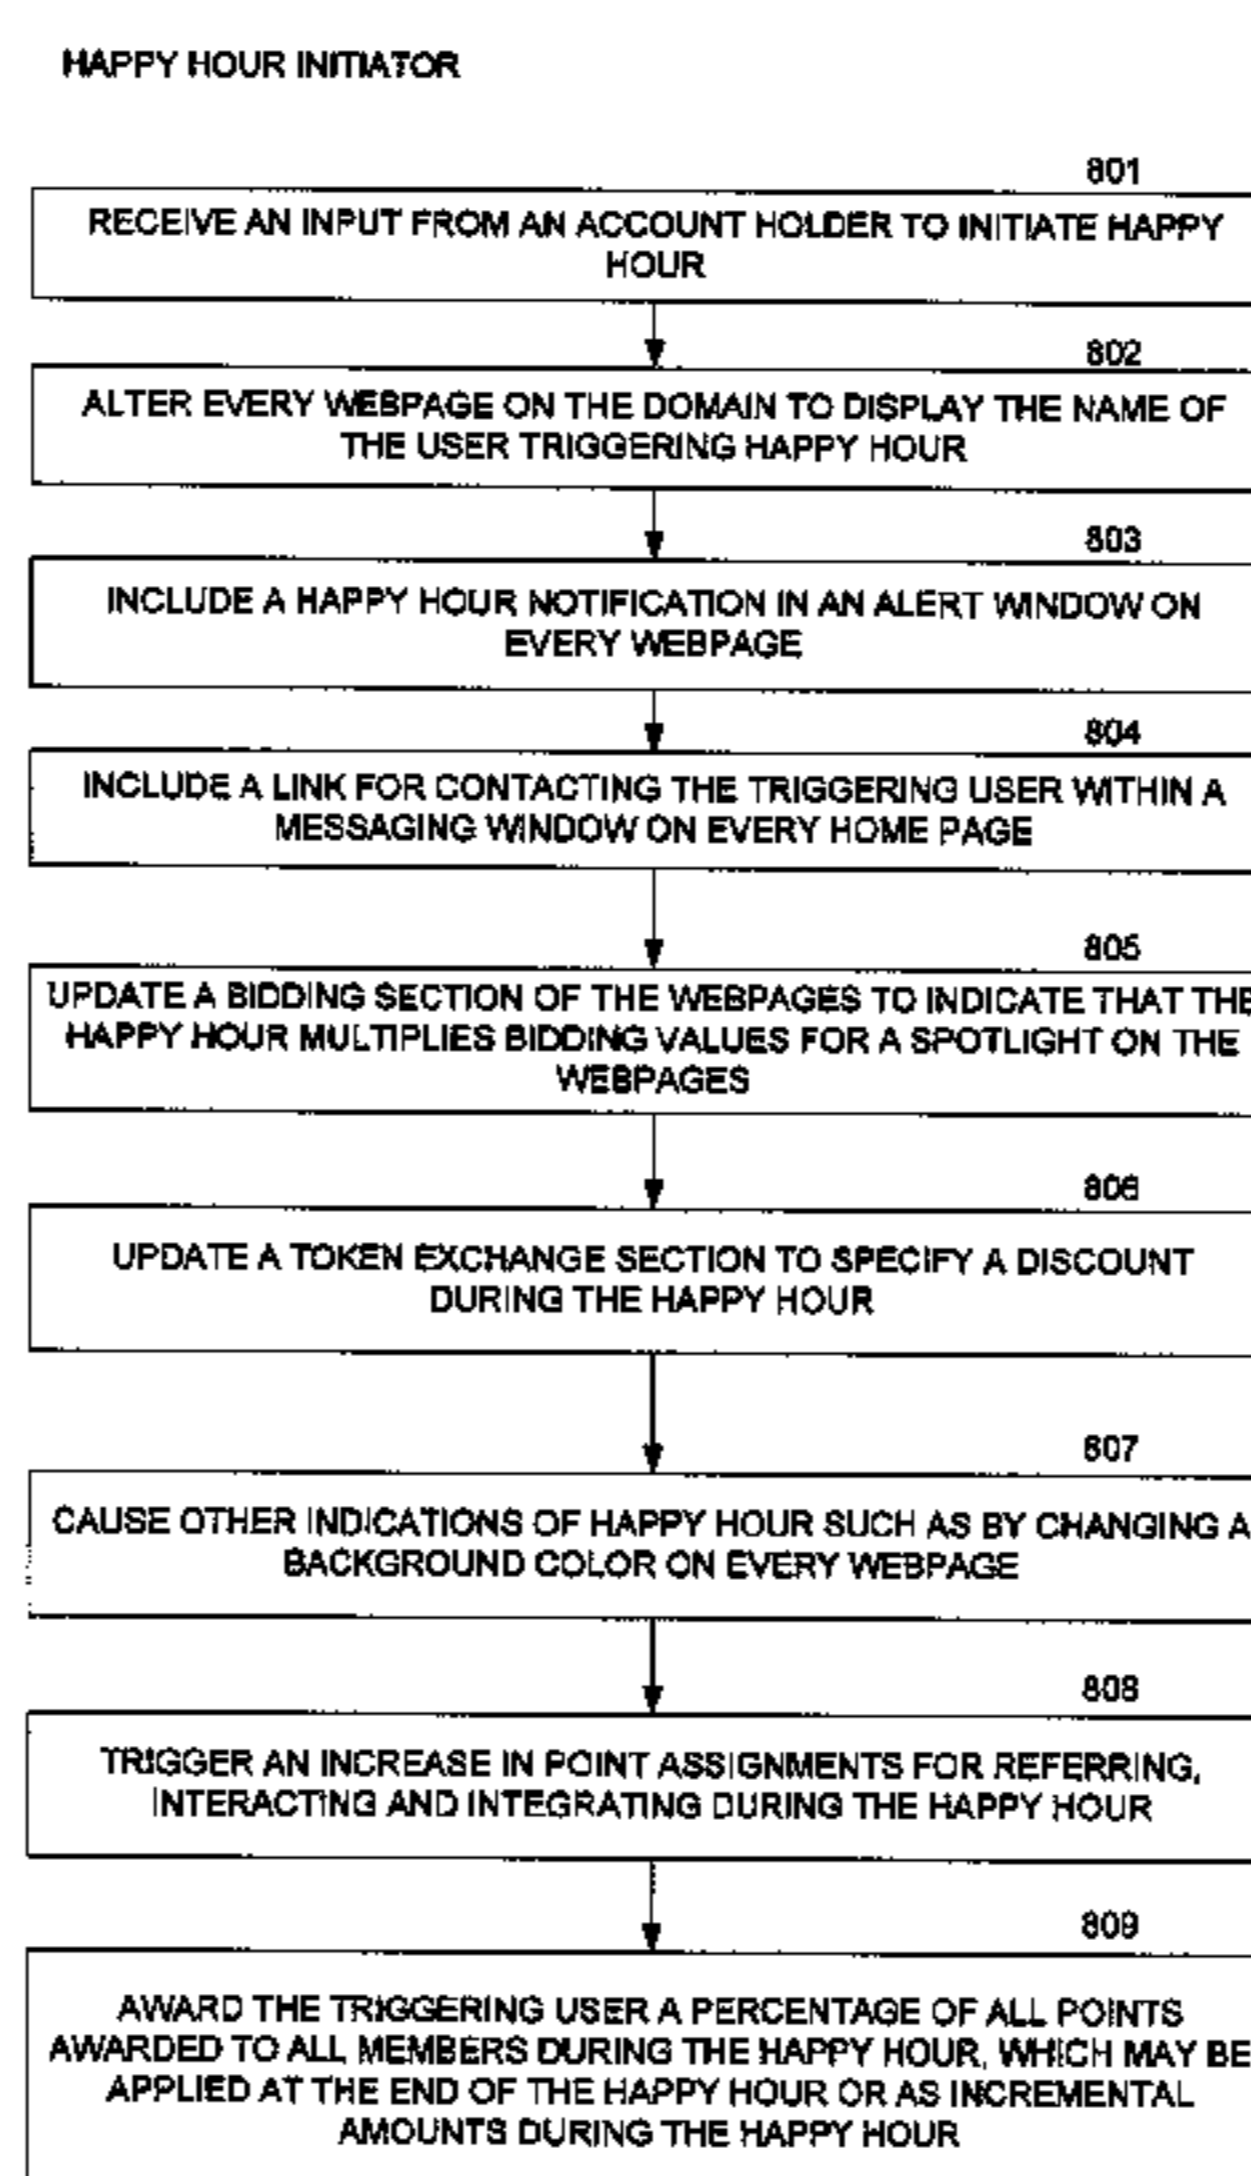 HAPPY HOUR INITIATOR
801
RECEIVE AN INPUT FROM AN ACCOUNT HOLDER TO INITIATE HAPPY
HOUR
802
ALTER EVERY WEBPAGE ON THE DOMAIN TO DISPLAY THE NAME OF
THE USER TRIGGERING HAPPY HOUR
803
INCLUDE A HAPPY HOUR NOTIFICATION IN AN ALERT WINDOW ON
EVERY WEBPAGE
804
INCLUDE A LINK FOR CONTACTING THE TRIGGERING USER WITHIN A
MESSAGING WINDOW ON EVERY HOME PAGE
805
UPDATE A BIDDING SECTION OF THE WEBPAGES TO INDICATE THAT THE
HAPPY HOUR MULTIPLIES BIDDING VALUES FOR A SPOTLIGHT ON THE
WEBPAGES
806
UPDATE A TOKEN EXCHANGE SECTION TO SPECIFY A DISCOUNT
DURING THE HAPPY HOUR
807
CAUSE OTHER INDICATIONS OF HAPPY HOUR SUCH AS BY CHANGING A
BACKGROUND COLOR ON EVERY WEBPAGE
808
TRIGGER AN INCREASE IN POINT ASSIGNMENTS FOR REFERRING,
INTERACTING AND INTEGRATING DURING THE HAPPY HOUR
809
AWARD THE TRIGGERING USER A PERCENTAGE OF ALL POINTS
AWARDED TO ALL MEMBERS DURING THE HAPPY HOUR, WHICH MAY BE
APPLIED AT THE END OF THE HAPPY HOUR OR AS INCREMENTAL
AMOUNTS DURING THE HAPPY HOUR